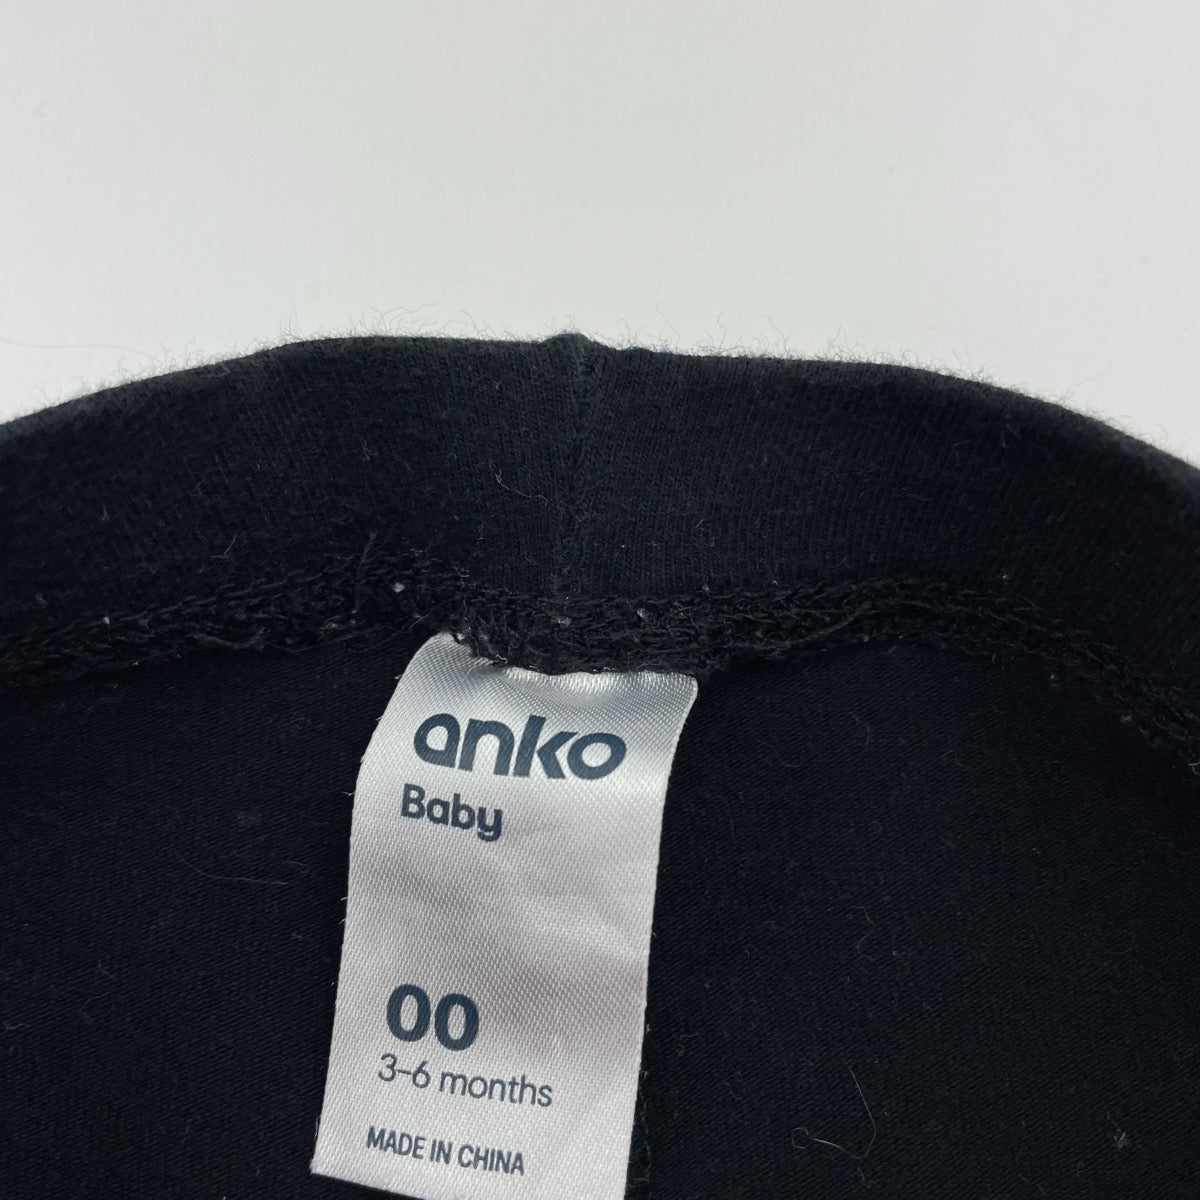 anko
Baby
00
3-6 months
MADE IN CHINA